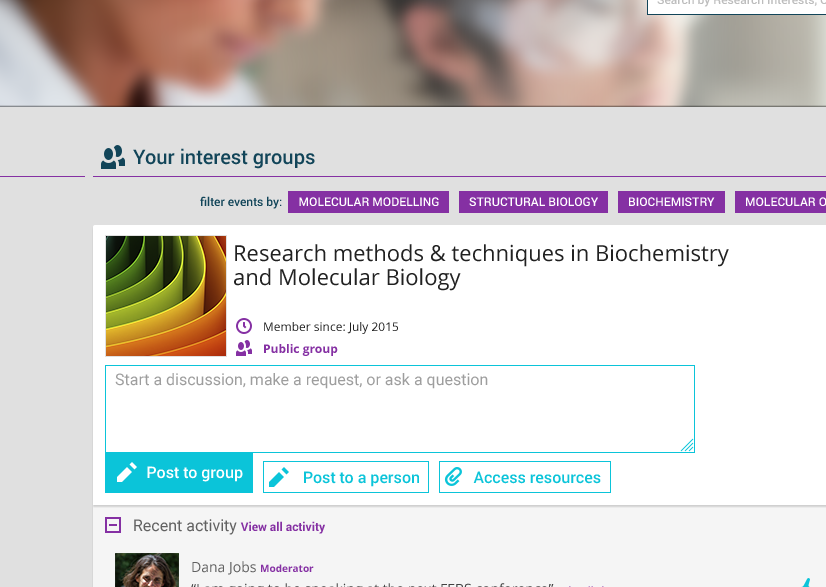 Search by Research Interests, c
Your interest groups
filter events by: MOLECULAR MODELLING STRUCTURAL BIOLOGY BIOCHEMISTRY MOLECULAR O
Research methods & techniques in Biochemistry
and Molecular Biology
Member since: July 2015
Public group
Start a discussion, make a request, or ask a question
Post to group Post to a person Access resources
Recent activity View all activity
Dana Jobs Moderator
"I am going to be speaking at the next FEBS conference"